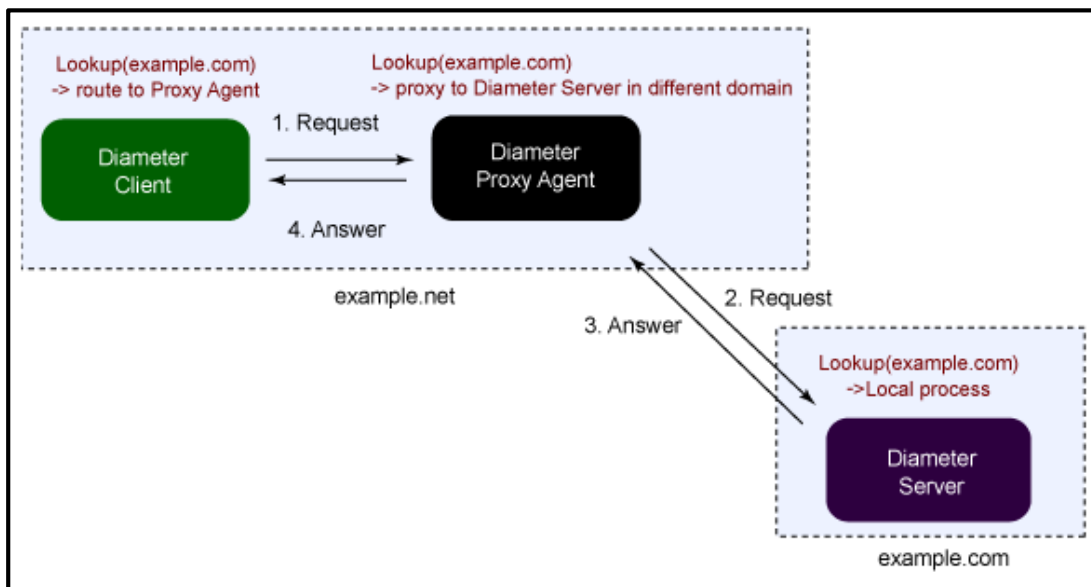 Lookup(example.com)
-> route to Proxy Agent
Lookup(example.com)
-> proxy to Diameter Server in different domain
Diameter
Client
1. Request
Diameter
Proxy Agent
4. Answer
example.net
2. Request
3. Answer
Lookup(example.com)
->Local process
Diameter
Server
example.com